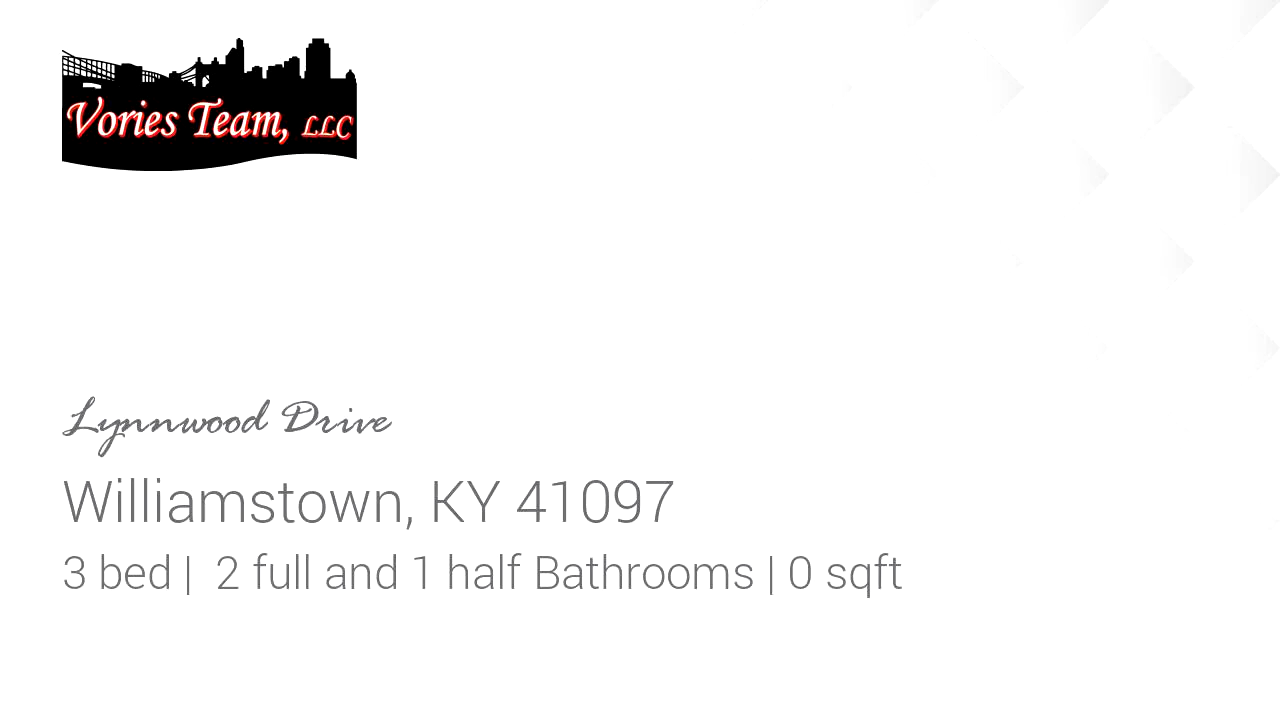 Vories Team, LLC
Lynnwood Drive
Williamstown, KY 41097
3 bed | 2 full and 1 half Bathrooms | 0 sqft